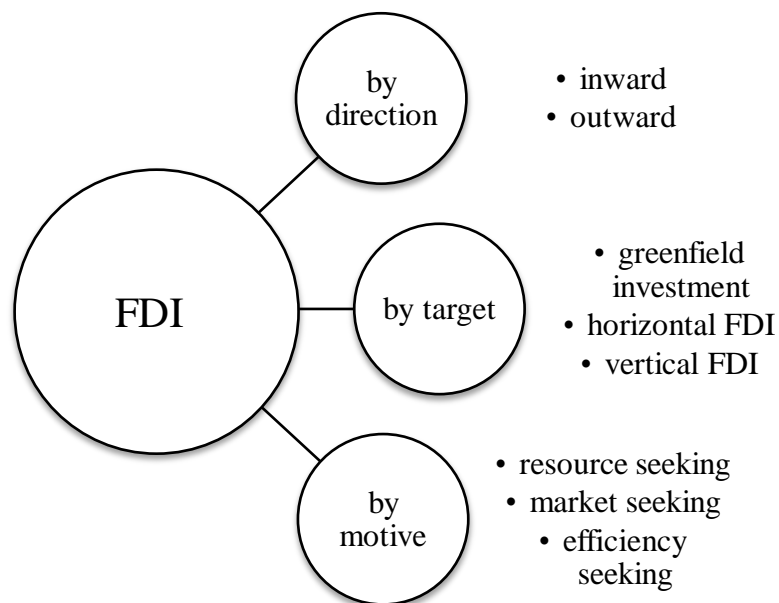 by
direction
• inward
• outward
FDI
by target
• greenfield
investment
• horizontal FDI
• vertical FDI
by
motive
• resource seeking
• market seeking
• efficiency
seeking